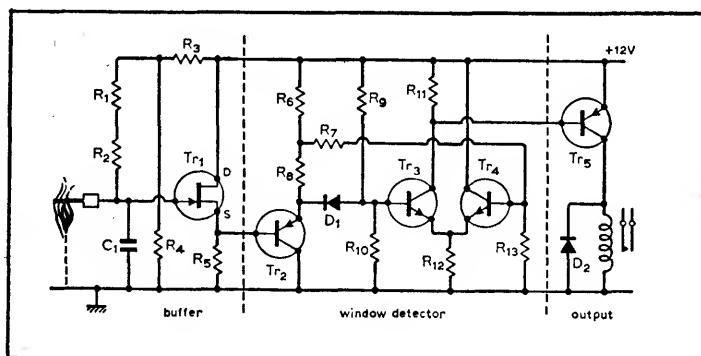 R3
+12V
R1
R6
R9
R11
R7
R2
Tr1
D
R8
Tr3
Tr4
Tr5
S
D1
C1
R4
R5
Tr2
R10
R12
R13
D2
buffer
window detector
output